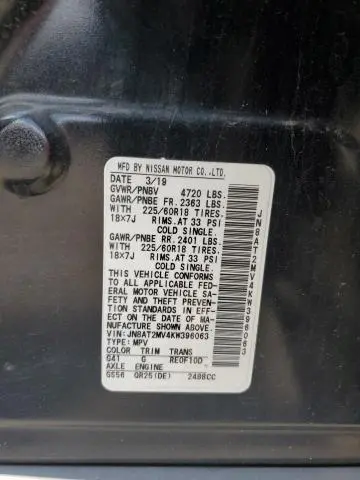 MFD BY NISSAN MOTOR CO.,LTD.
DATE 3/19
GVWR/PNBV 4720 LBS.
GAWR/PNBE FR. 2363 LBS.
WITH 225/60R18 TIRES.
18X7J RIMS.AT 33 PSI
COLD SINGLE.
GAWR/PNBE RR. 2401 LBS.
WITH 225/60R18 TIRES.
18X7J RIMS.AT 33 PSI
COLD SINGLE.
THIS VEHICLE CONFORMS
TO ALL APPLICABLE FED-
ERAL MOTOR VEHICLE SA-
FETY AND THEFT PREVEN-
TION STANDARDS IN EFF-
ECT ON THE DATE OF MA-
NUFACTURE SHOWN ABOVE.
VIN: JN8AT2MV4KW396063
TYPE: MPV
COLOR TRIM TRANS
G41 G RE0F10D
AXLE ENGINE
GS56 QR25(DE) 2488CC
JN8AT2MV4KW396063